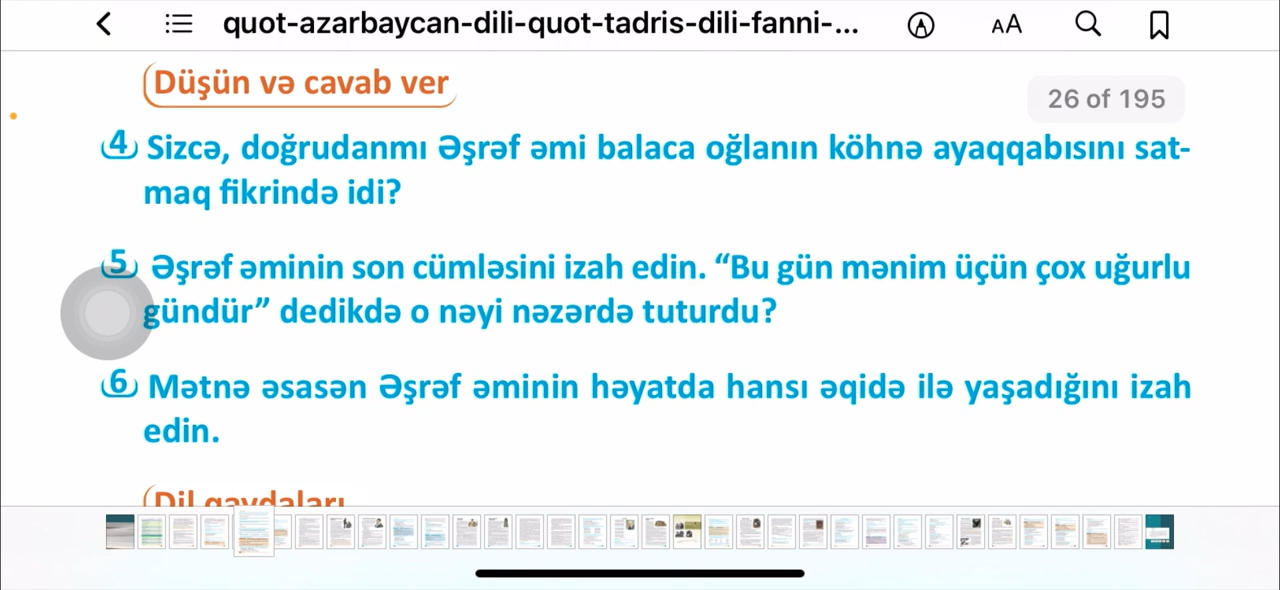 quot-azarbaycan-dili-quot-tadris-dili-fanni-...
AA
Düşün və cavab ver
26 of 195
4 Sizcə, doğrudanmı Əşrəf əmi balaca oğlanın köhnə ayaqqabısını sat-
maq fikrində idi?
5 Əşrəf əminin son cümləsini izah edin. “Bu gün mənim üçün çox uğurlu
gündür” dedikdə o nəyi nəzərdə tuturdu?
6 Mətnə əsasən Əşrəf əminin həyatda hansı əqidə ilə yaşadığını izah
edin.
Dil qaydaları